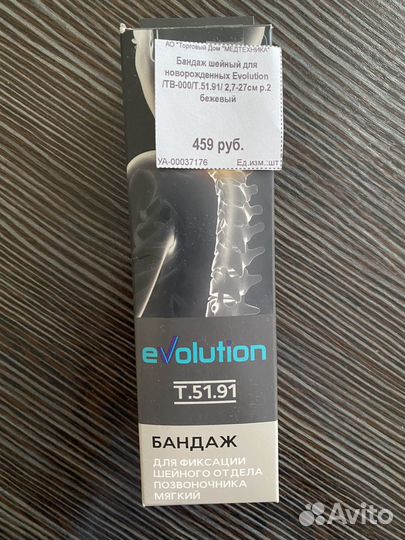 АО "Торговый Дом "МЕДТЕХНИКА"
Бандаж шейный для
новорожденных Evolution
/ТВ-000/Т.51.91/ 2,7-27см р.2
бежевый
459 руб.
УА-00037176 Ед.изм.:шт
evolution
Т.51.91
БАНДАЖ
ДЛЯ ФИКСАЦИИ
ШЕЙНОГО ОТДЕЛА
ПОЗВОНОЧНИКА
МЯГКИЙ
Avito